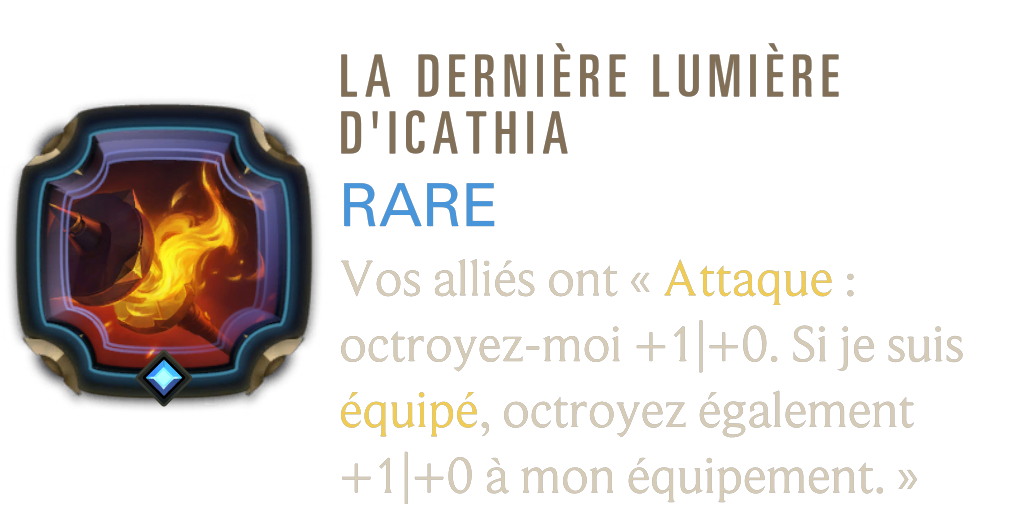 LA DERNIÈRE LUMIÈRE
D'ICATHIA
RARE
Vos alliés ont « Attaque :
octroyez-moi +1|+0. Si je suis
équipé, octroyez également
+1|+0 à mon équipement. »